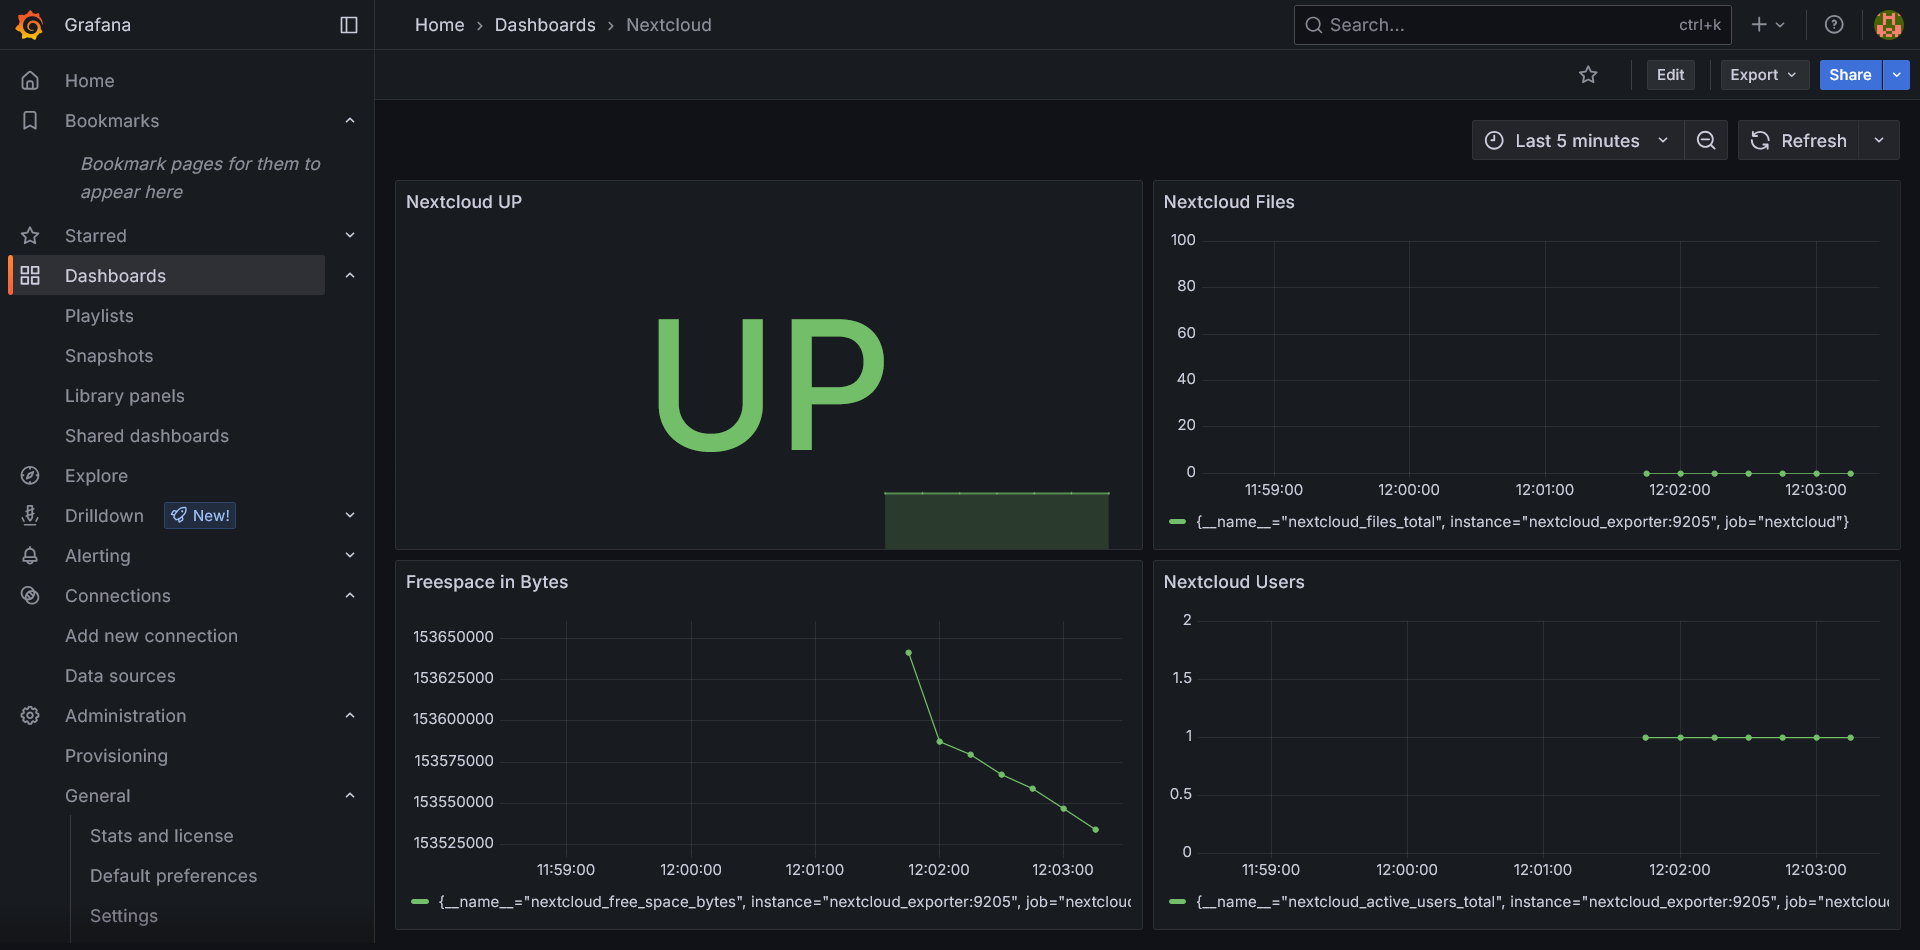 Grafana
Home › Dashboards › Nextcloud
Search... ctrl+k
Home
Bookmarks
Bookmark pages for them to
appear here
Starred
Dashboards
Playlists
Snapshots
Library panels
Shared dashboards
Explore
Drilldown New!
Alerting
Connections
Add new connection
Data sources
Administration
Provisioning
General
Stats and license
Default preferences
Settings
Edit
Export
Share
Last 5 minutes
Refresh
Nextcloud UP
UP
Nextcloud Files
100
80
60
40
20
0
11:59:00 12:00:00 12:01:00 12:02:00 12:03:00
{__name__="nextcloud_files_total", instance="nextcloud_exporter:9205", job="nextcloud"}
Freespace in Bytes
153650000
153625000
153600000
153575000
153550000
153525000
11:59:00 12:00:00 12:01:00 12:02:00 12:03:00
{__name__="nextcloud_free_space_bytes", instance="nextcloud_exporter:9205", job="nextclou
Nextcloud Users
2
1.5
1
0.5
0
11:59:00 12:00:00 12:01:00 12:02:00 12:03:00
{__name__="nextcloud_active_users_total", instance="nextcloud_exporter:9205", job="nextclou